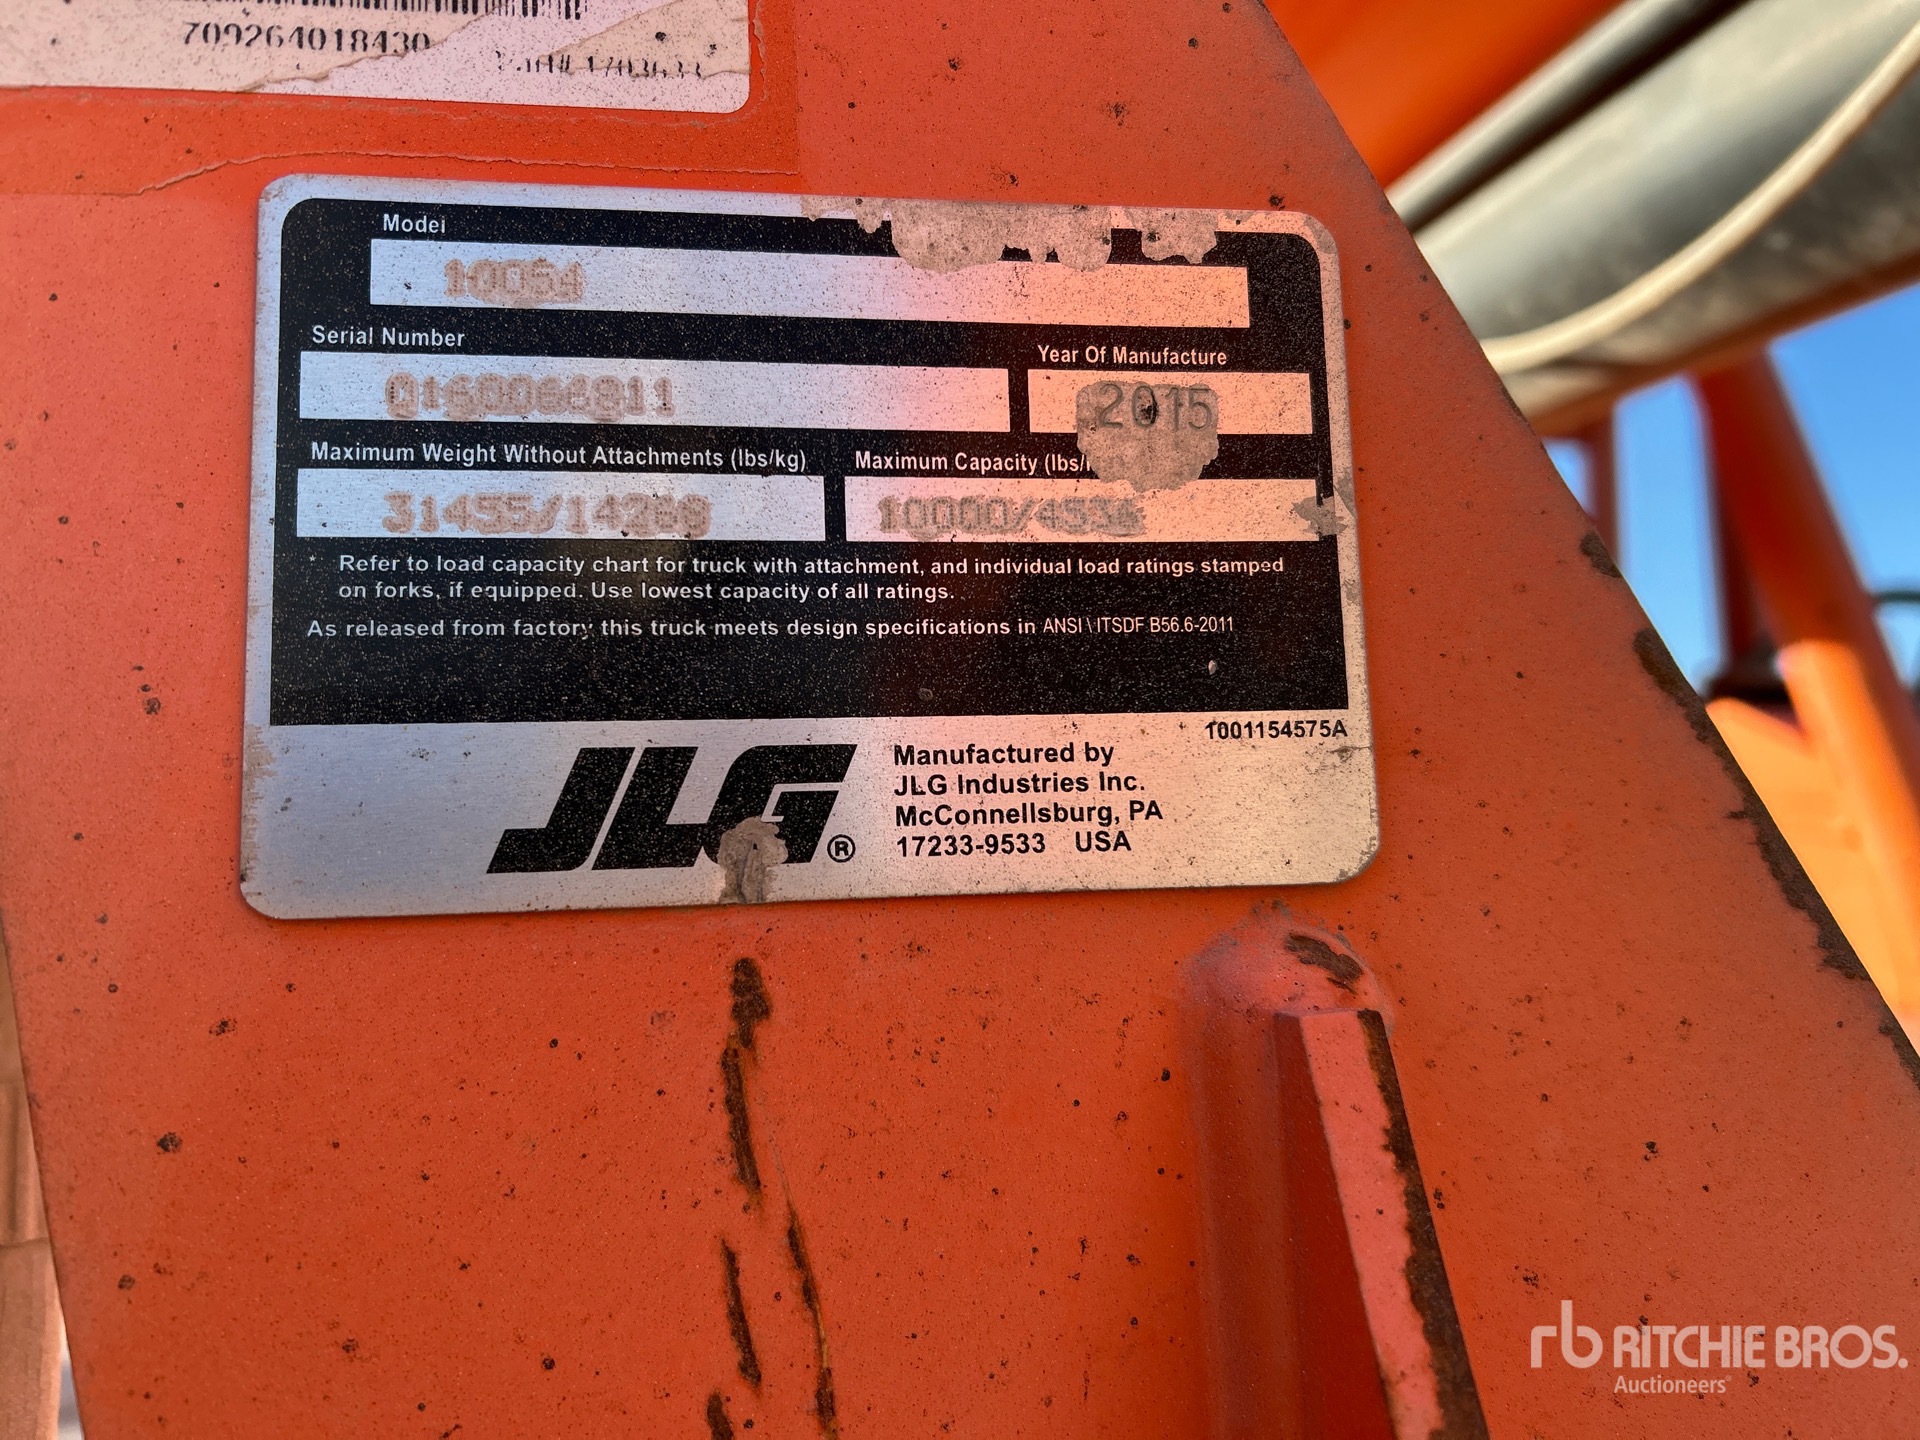 709264018430
Model
10054
Serial Number
Year Of Manufacture
2015
Maximum Weight Without Attachments (lbs/kg)
Maximum Capacity (lbs/
31455/14268
10000/4536
* Refer to load capacity chart for truck with attachment, and individual load ratings stamped
on forks, if equipped. Use lowest capacity of all ratings.
As released from factory this truck meets design specifications in ANSI \ ITSDF B56.6-2011
1001154575A
JLG®
Manufactured by
JLG Industries Inc.
McConnellsburg, PA
17233-9533 USA
rb RITCHIE BROS.
Auctioneers